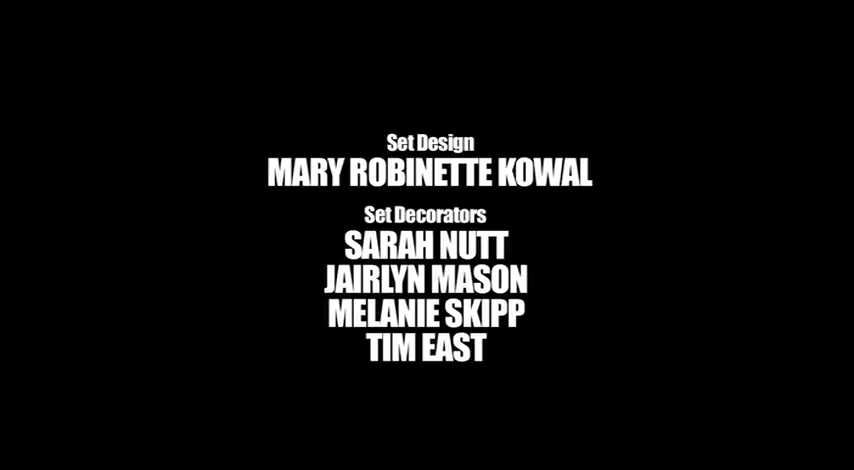 Set Design
MARY ROBINETTE KOWAL
Set Decorators
SARAH NUTT
JAIRLYN MASON
MELANIE SKIPP
TIM EAST